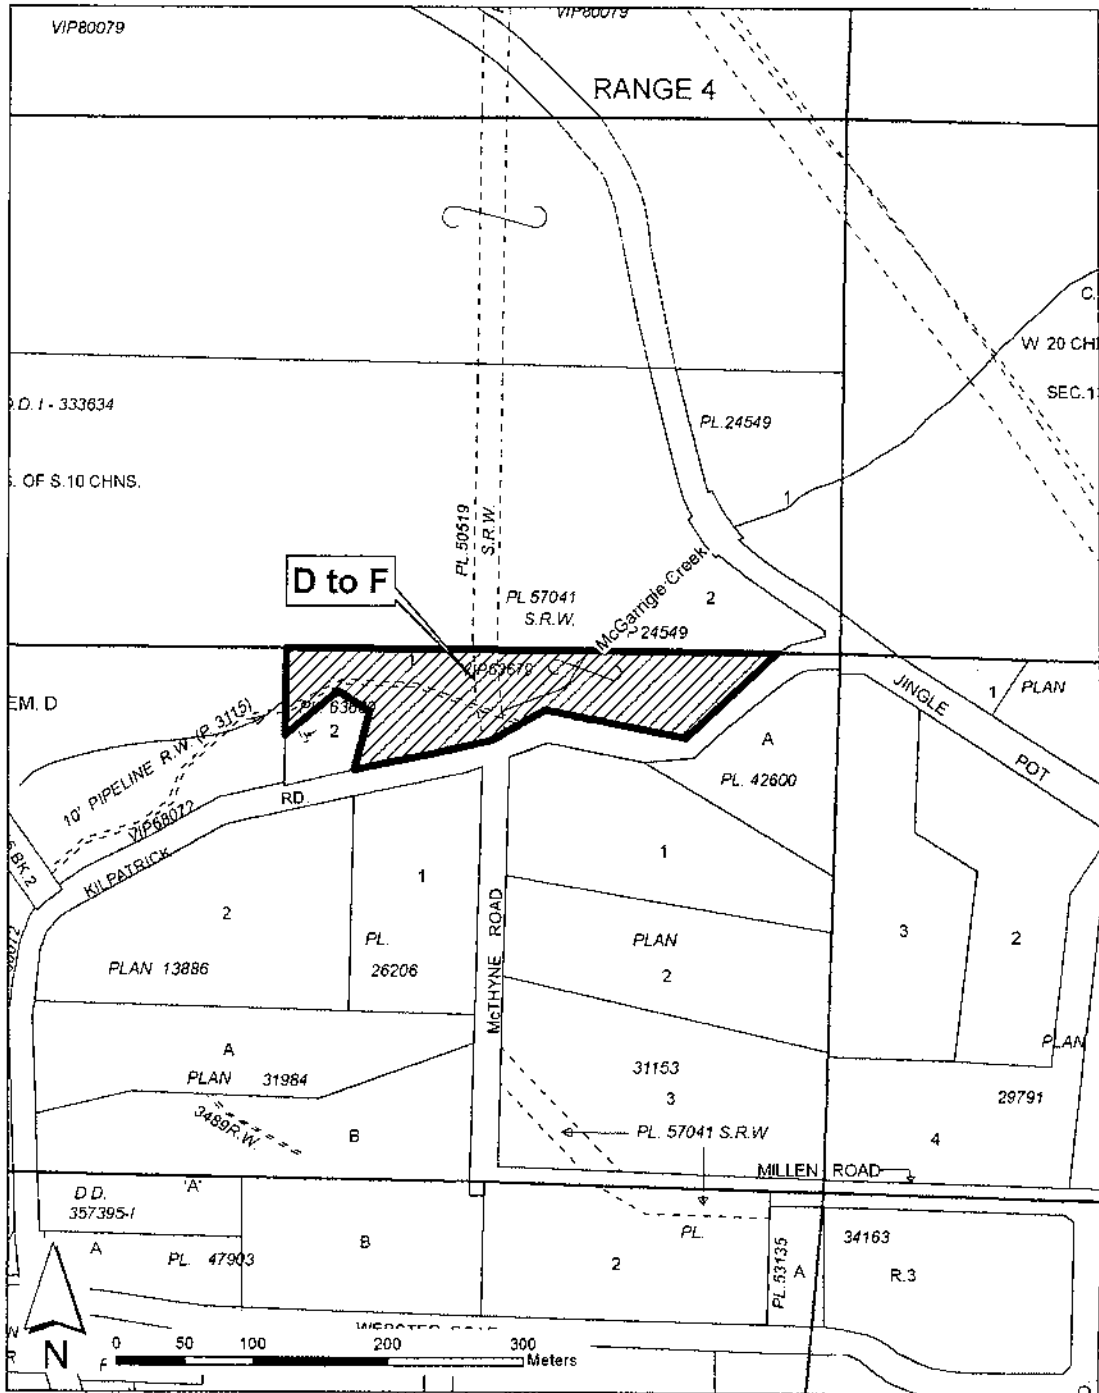 VIP80079
VIP80079
RANGE 4
C.
W 20 CH
SEC.1
D.D. I - 333634
PL.24549
S. OF S.10 CHNS.
1
PL.50519
S.R.W.
D to F
PL 57041
S.R.W.
McGarrigle Creek
2
24549
1
VIP63679
EM. D
1 PLAN
JINGLE
POT
10' PIPELINE R.W. (P. 3115)
2
A
PL. 42600
RD.
VIP68072
KILPATRICK
BK.2
1
1
2
3
2
McTHYNE ROAD
PL.
26206
PLAN
2
PLAN 13886
A
PLAN
PLAN 31984
31153
3
29791
3489R.W.
B
PL. 57041 S.R.W
4
MILLEN ROAD
'A'
D D.
357395-I
A
PL. 47903
B
PL.
2
PL.53135
A
34163
R.3
N
0 50 100 200 300
Meters